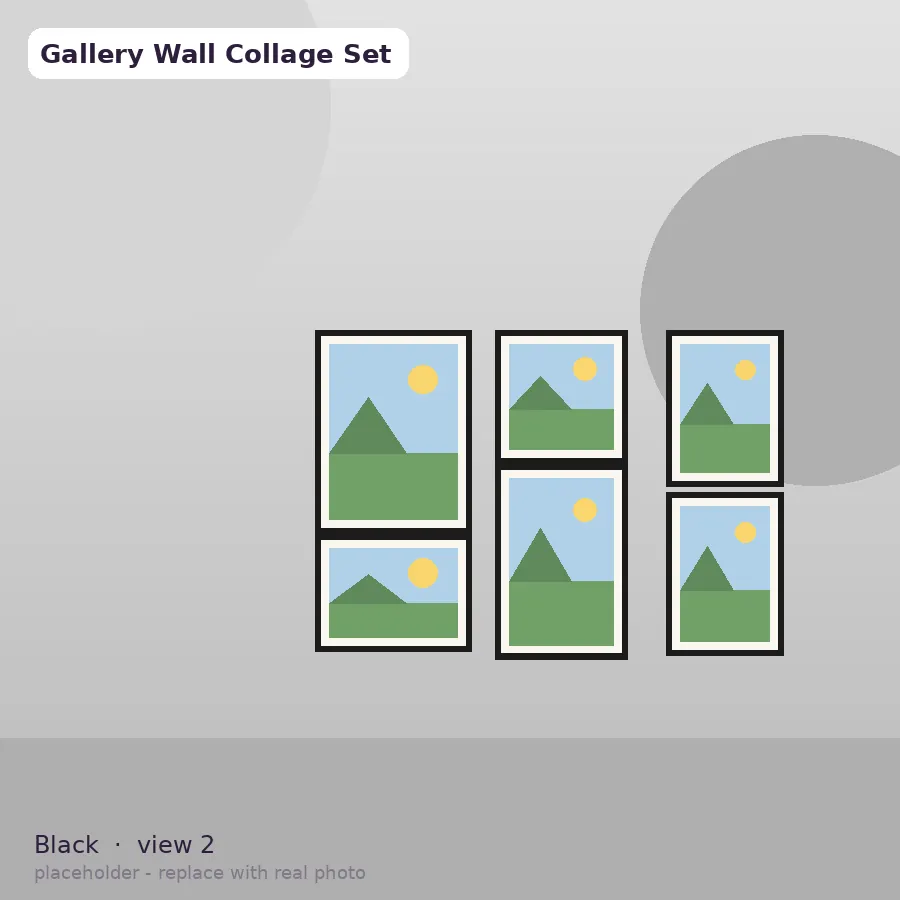 Gallery Wall Collage Set
Black · view 2
placeholder - replace with real photo